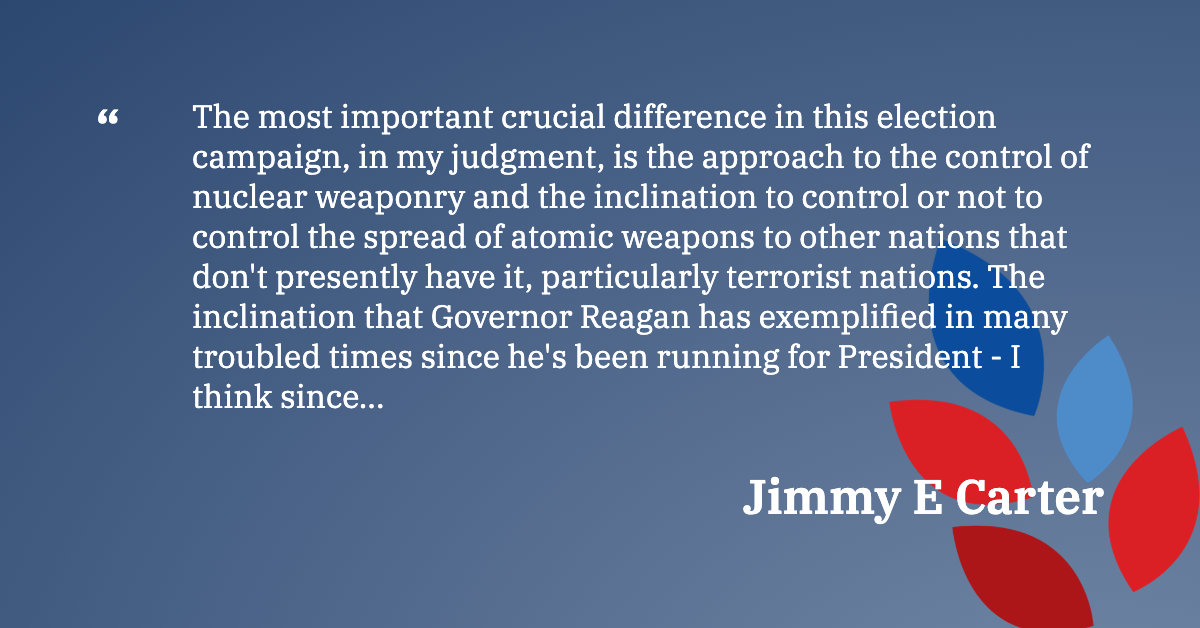 “
The most important crucial difference in this election
campaign, in my judgment, is the approach to the control of
nuclear weaponry and the inclination to control or not to
control the spread of atomic weapons to other nations that
don't presently have it, particularly terrorist nations. The
inclination that Governor Reagan has exemplified in many
troubled times since he's been running for President - I
think since...
Jimmy E Carter